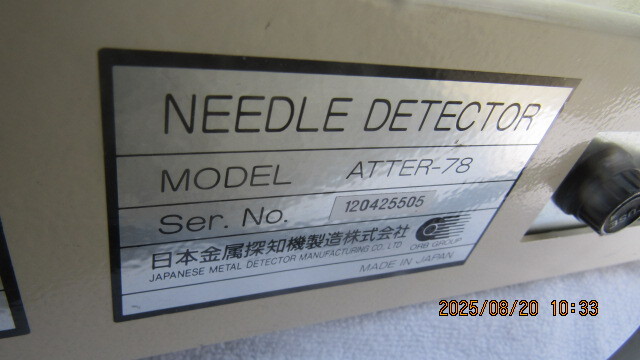 NEEDLE DETECTOR
MODEL ATTER-78
Ser. No. 120425505
日本金属探知機製造株式会社
JAPANESE METAL DETECTOR MANUFACTURING CO., LTD ORB GROUP
MADE IN JAPAN
2025/08/20 10:33